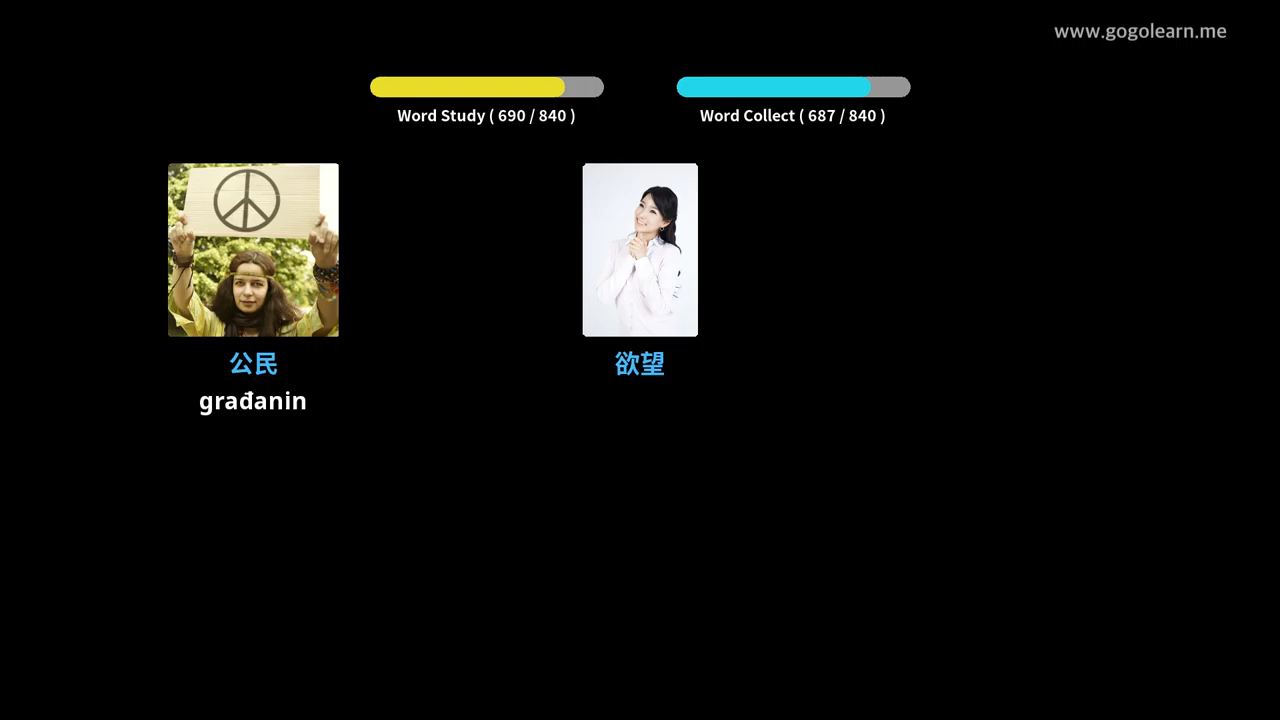 www.gogolearn.me
Word Study ( 690 / 840 )
Word Collect ( 687 / 840 )
公民
građanin
欲望